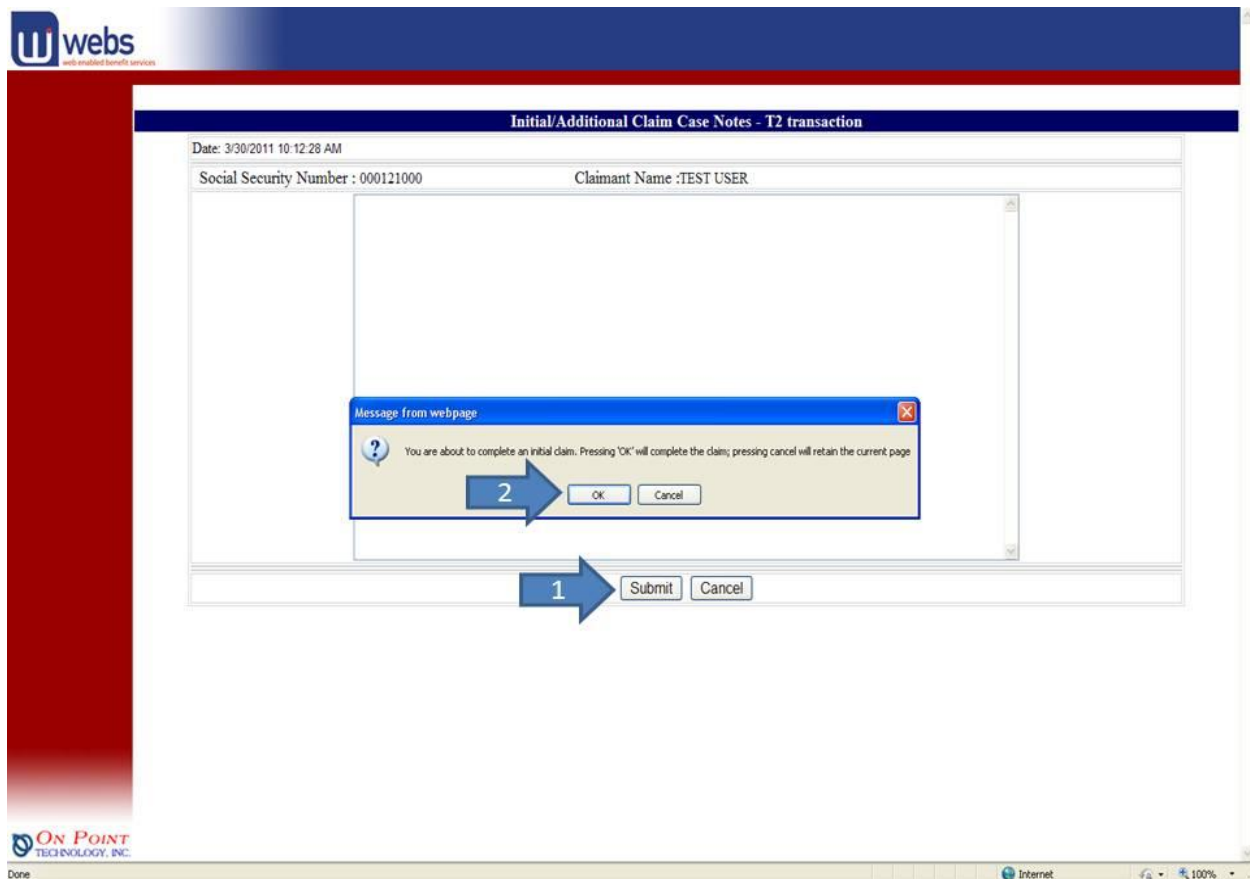 webs
web enabled benefit services
Initial/Additional Claim Case Notes - T2 transaction
Date: 3/30/2011 10:12:28 AM
Social Security Number : 000121000 Claimant Name :TEST USER
Message from webpage
You are about to complete an initial claim. Pressing 'OK' will complete the claim; pressing cancel will retain the current page
2 OK Cancel
1 Submit Cancel
ON POINT
TECHNOLOGY, INC.
Done Internet 100%